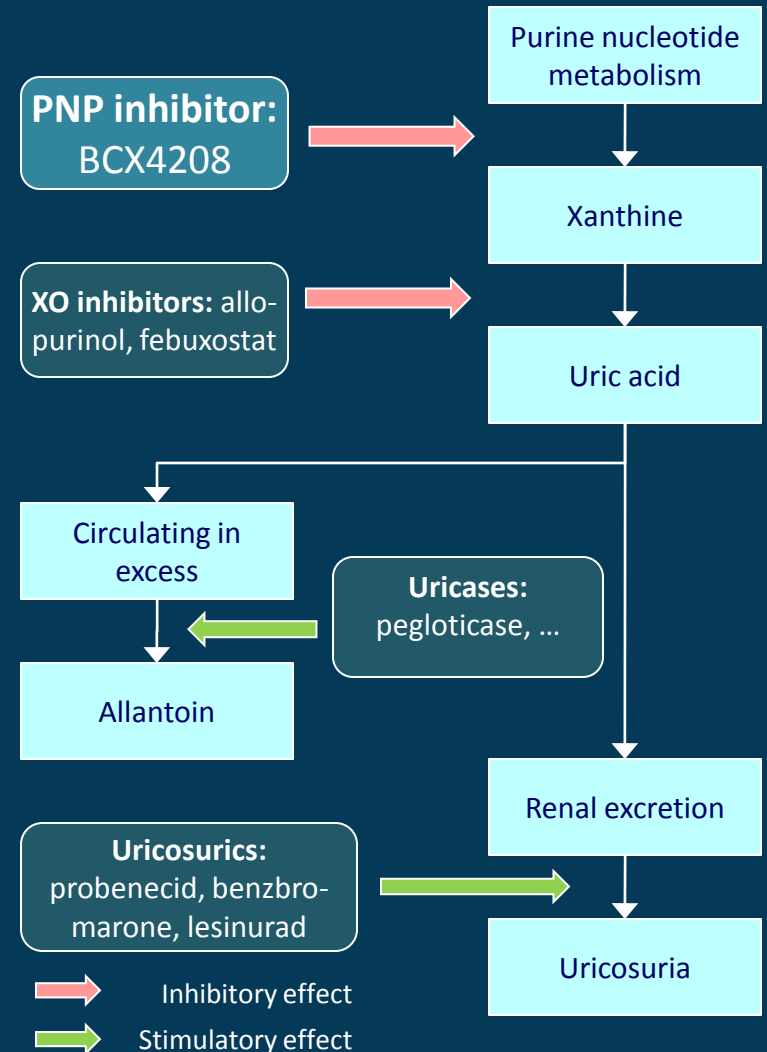 Purine nucleotide
metabolism
PNP inhibitor:
BCX4208
Xanthine
XO inhibitors: allo-
purinol, febuxostat
Uric acid
Circulating in
excess
Uricases:
pegloticase, ...
Allantoin
Renal excretion
Uricosurics:
probenecid, benzbro-
marone, lesinurad
Uricosuria
Inhibitory effect
Stimulatory effect